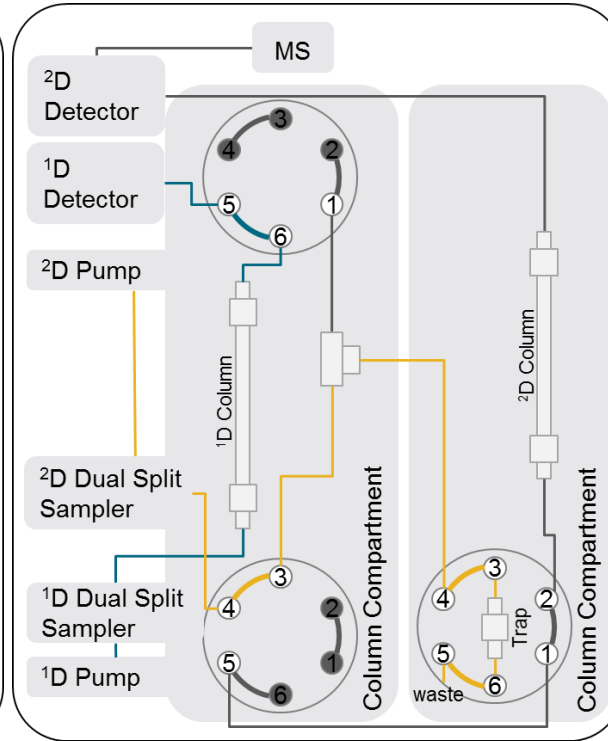 MS
²D
Detector
¹D
Detector
²D Pump
²D Dual Split
Sampler
¹D Dual Split
Sampler
¹D Pump
3
4
2
5
1
6
¹D Column
3
4
2
5
1
6
Column Compartment
²D Column
3
4
2
5
1
6
Trap
waste
Column Compartment